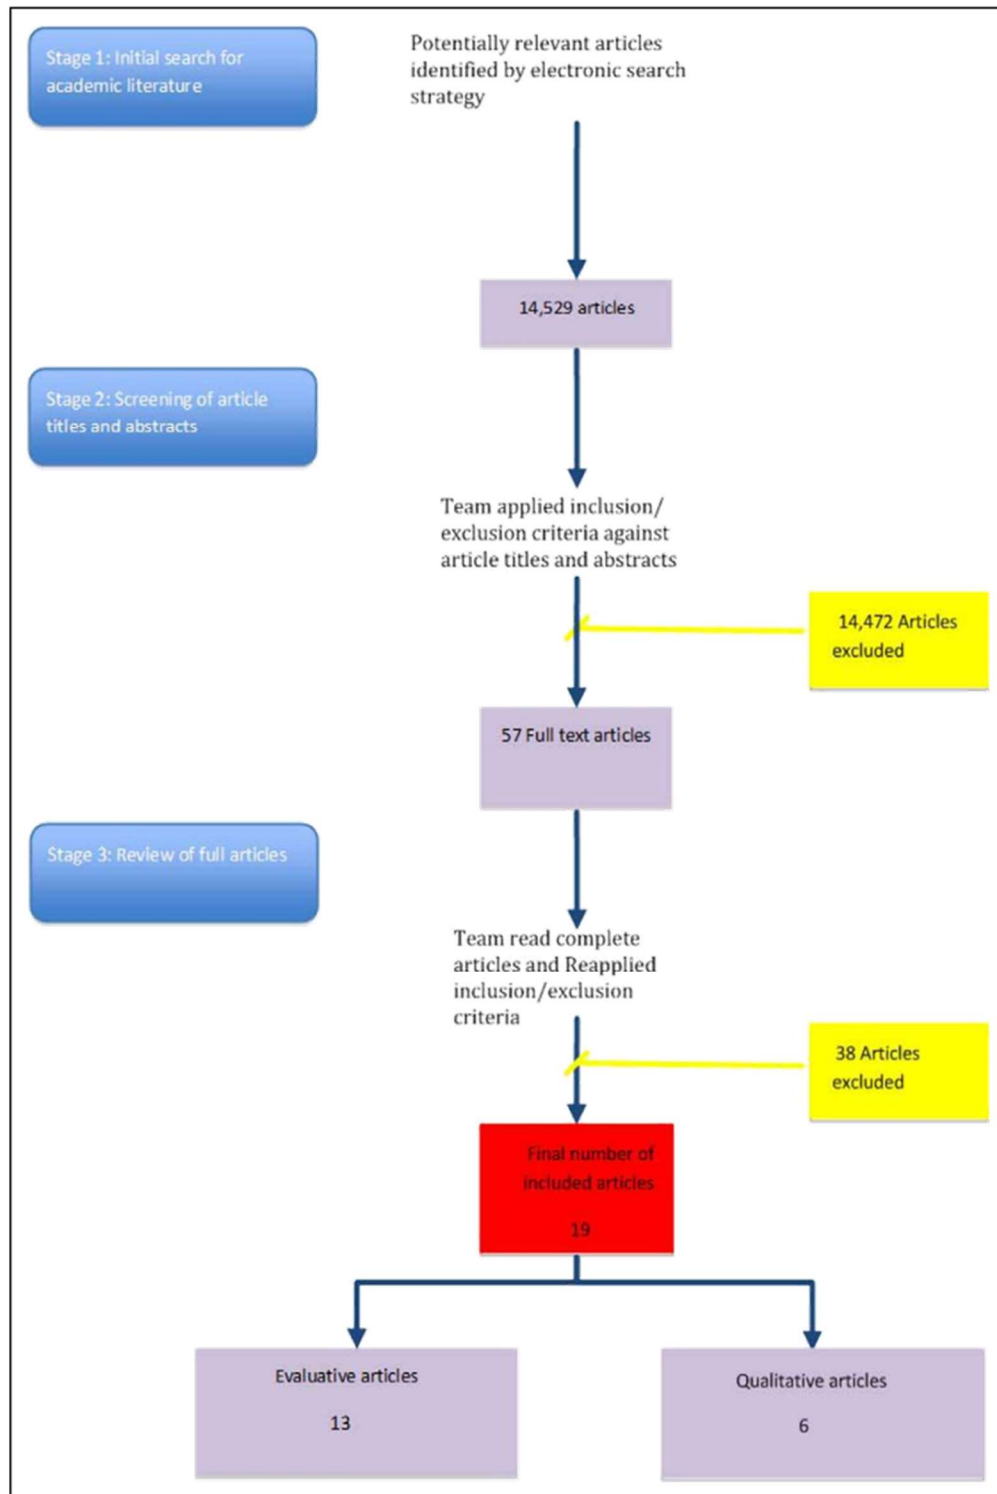 Stage 1: Initial search for
academic literature
Potentially relevant articles
identified by electronic search
strategy
14,529 articles
Stage 2: Screening of article
titles and abstracts
Team applied inclusion/
exclusion criteria against
article titles and abstracts
14,472 Articles
excluded
57 Full text articles
Stage 3: Review of full articles
Team read complete
articles and Reapplied
inclusion/exclusion
criteria
38 Articles
excluded
Final number of
included articles
19
Evaluative articles
13
Qualitative articles
6